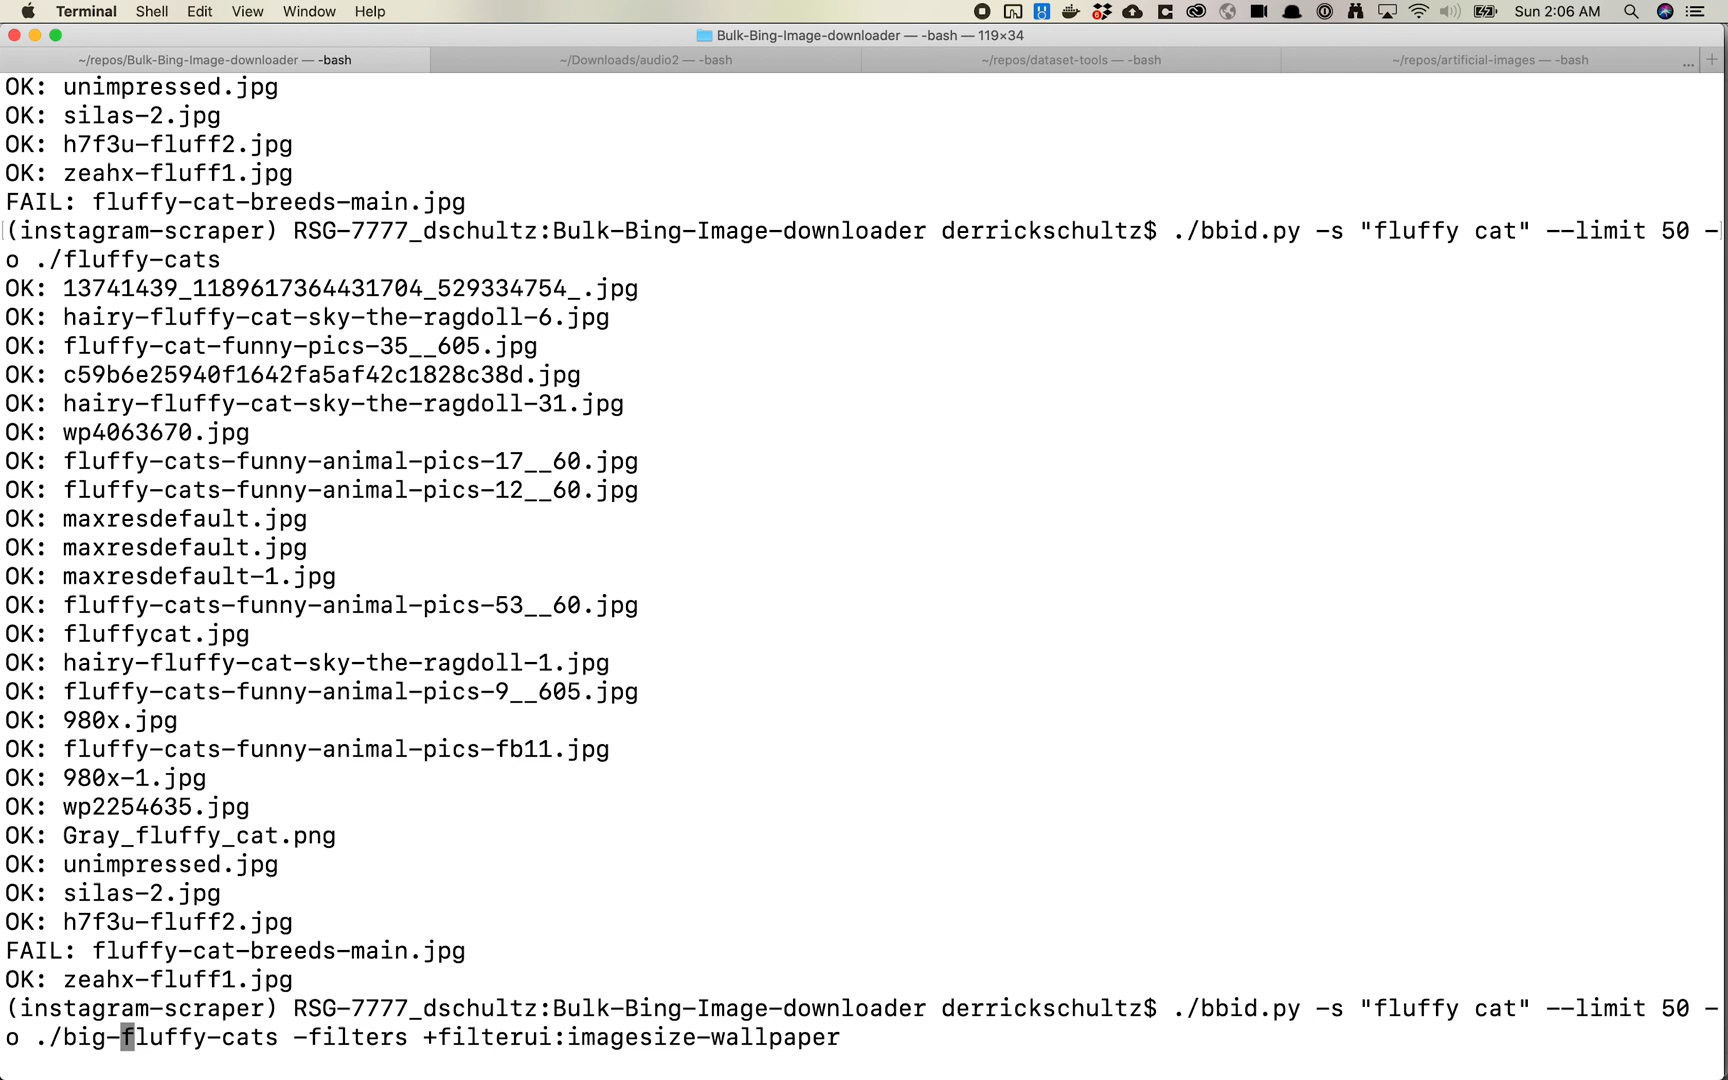 Terminal Shell Edit View Window Help Sun 2:06 AM
Bulk-Bing-Image-downloader — -bash — 119×34
~/repos/Bulk-Bing-Image-downloader — -bash ~/Downloads/audio2 — -bash ~/repos/dataset-tools — -bash ~/repos/artificial-images — -bash ... +
OK: unimpressed.jpg
OK: silas-2.jpg
OK: h7f3u-fluff2.jpg
OK: zeahx-fluff1.jpg
FAIL: fluffy-cat-breeds-main.jpg
(instagram-scraper) RSG-7777_dschultz:Bulk-Bing-Image-downloader derrickschultz$ ./bbid.py -s "fluffy cat" --limit 50 -
o ./fluffy-cats
OK: 13741439_1189617364431704_529334754_.jpg
OK: hairy-fluffy-cat-sky-the-ragdoll-6.jpg
OK: fluffy-cat-funny-pics-35__605.jpg
OK: c59b6e25940f1642fa5af42c1828c38d.jpg
OK: hairy-fluffy-cat-sky-the-ragdoll-31.jpg
OK: wp4063670.jpg
OK: fluffy-cats-funny-animal-pics-17__60.jpg
OK: fluffy-cats-funny-animal-pics-12__60.jpg
OK: maxresdefault.jpg
OK: maxresdefault.jpg
OK: maxresdefault-1.jpg
OK: fluffy-cats-funny-animal-pics-53__60.jpg
OK: fluffycat.jpg
OK: hairy-fluffy-cat-sky-the-ragdoll-1.jpg
OK: fluffy-cats-funny-animal-pics-9__605.jpg
OK: 980x.jpg
OK: fluffy-cats-funny-animal-pics-fb11.jpg
OK: 980x-1.jpg
OK: wp2254635.jpg
OK: Gray_fluffy_cat.png
OK: unimpressed.jpg
OK: silas-2.jpg
OK: h7f3u-fluff2.jpg
FAIL: fluffy-cat-breeds-main.jpg
OK: zeahx-fluff1.jpg
(instagram-scraper) RSG-7777_dschultz:Bulk-Bing-Image-downloader derrickschultz$ ./bbid.py -s "fluffy cat" --limit 50 -
o ./big-fluffy-cats -filters +filterui:imagesize-wallpaper